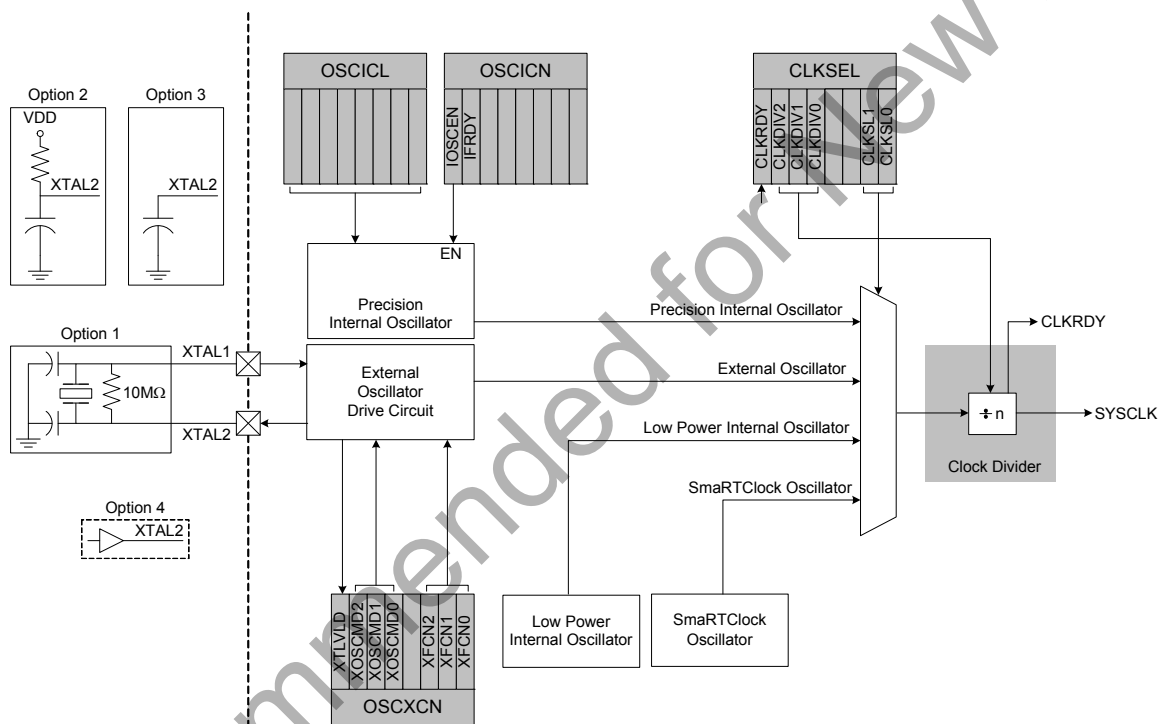 OSCICL
OSCICN
CLKSEL
IOSCEN
IFRDY
CLKRDY
CLKDIV2
CLKDIV1
CLKDIV0
CLKSL1
CLKSL0
Option 2
VDD
XTAL2
Option 3
XTAL2
EN
Precision
Internal Oscillator
Precision Internal Oscillator
Option 1
10MΩ
XTAL1
XTAL2
External
Oscillator
Drive Circuit
External Oscillator
Low Power Internal Oscillator
SmaRTClock Oscillator
CLKRDY
÷ n
SYSCLK
Clock Divider
Option 4
XTAL2
Low Power
Internal Oscillator
SmaRTClock
Oscillator
XTLVLD
XOSCMD2
XOSCMD1
XOSCMD0
XFCN2
XFCN1
XFCN0
OSCXCN
mmended for New